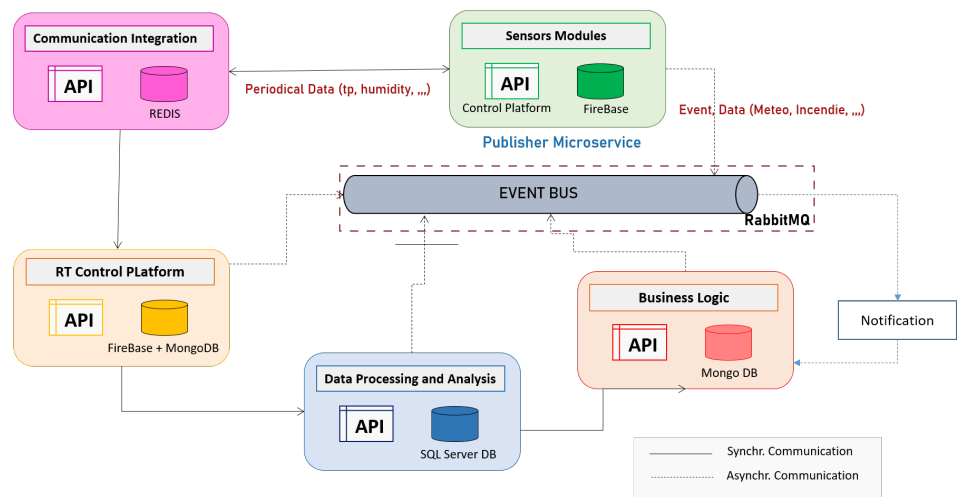 Communication Integration
API
REDIS
Periodical Data (tp, humidity, ,,,)
Sensors Modules
API
Control Platform
FireBase
Publisher Microservice
Event, Data (Meteo, Incendie, ,,,)
EVENT BUS
RabbitMQ
RT Control PLatform
API
FireBase + MongoDB
Business Logic
API
Mongo DB
Notification
Data Processing and Analysis
API
SQL Server DB
Synchr. Communication
Asynchr. Communication